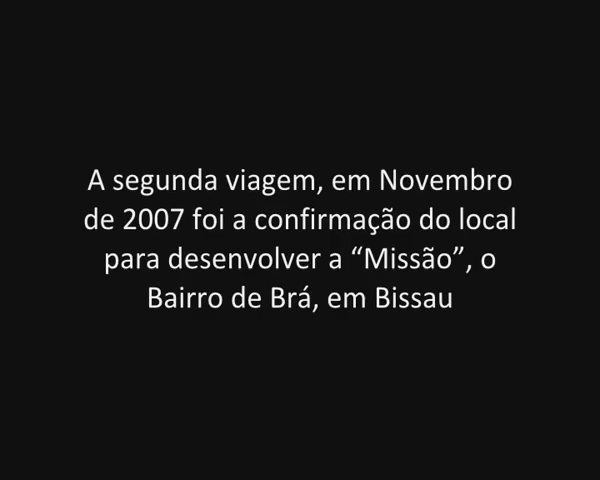 A segunda viagem, em Novembro
de 2007 foi a confirmação do local
para desenvolver a “Missão”, o
Bairro de Brá, em Bissau